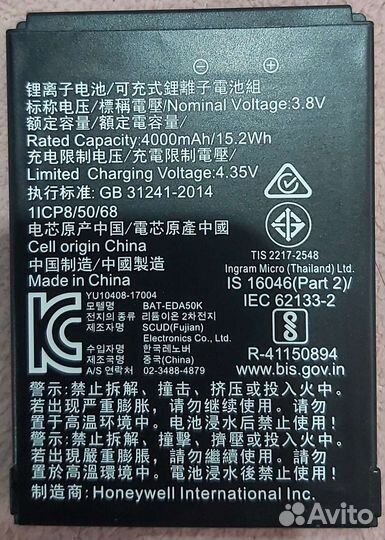 锂离子电池/可充式鋰離子電池組
标称电压/標稱電壓/Nominal Voltage:3.8V
额定容量/額定電容量/
Rated Capacity:4000mAh/15.2Wh
充电限制电压/充電限制電壓/
Limited Charging Voltage:4.35V
执行标准: GB 31241-2014
1ICP8/50/68
电芯原产中国/電芯原產中國
Cell origin China
中国制造/中國製造
Made in China
TIS 2217-2548
Ingram Micro (Thailand) Ltd.
IS 16046(Part 2)/
IEC 62133-2
YU10408-17004
모델명: BAT-EDA50K
전지의 종류: 리튬이온 2차전지
제조자: SCUD(Fujian)
Electronics Co., Ltd.
수입자: 한국레노버
제조국: 중국(China)
A/S 연락처: 02-3488-4879
R-41150894
www.bis.gov.in
警示:禁止拆解、撞击、挤压或投入火中。
若出现严重膨胀,请勿继续使用。请勿
置于高温环境中。电池浸水后禁止使用!
警示:禁止拆解、撞擊、擠壓或投入火中。
若出現嚴重膨脹,請勿繼續使用。請勿
置於高溫環境中。電池浸水後禁止使用!
制造商: Honeywell International Inc.
Avito